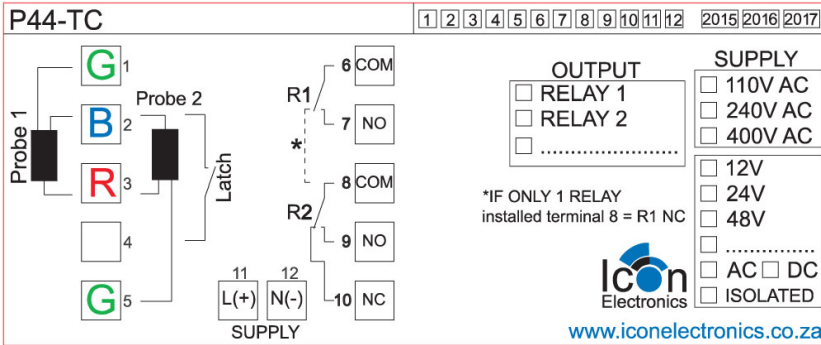 P44-TC
1 2 3 4 5 6 7 8 9 10 11 12 2015 2016 2017
G 1
B 2
R 3
4
G 5
Probe 1
Probe 2
Latch
R1
*
R2
6 COM
7 NO
8 COM
9 NO
10 NC
11 12
L(+) N(-)
SUPPLY
OUTPUT
RELAY 1
RELAY 2
..................
*IF ONLY 1 RELAY
installed terminal 8 = R1 NC
SUPPLY
110V AC
240V AC
400V AC
12V
24V
48V
..............
AC DC
ISOLATED
Icon
Electronics
www.iconelectronics.co.za